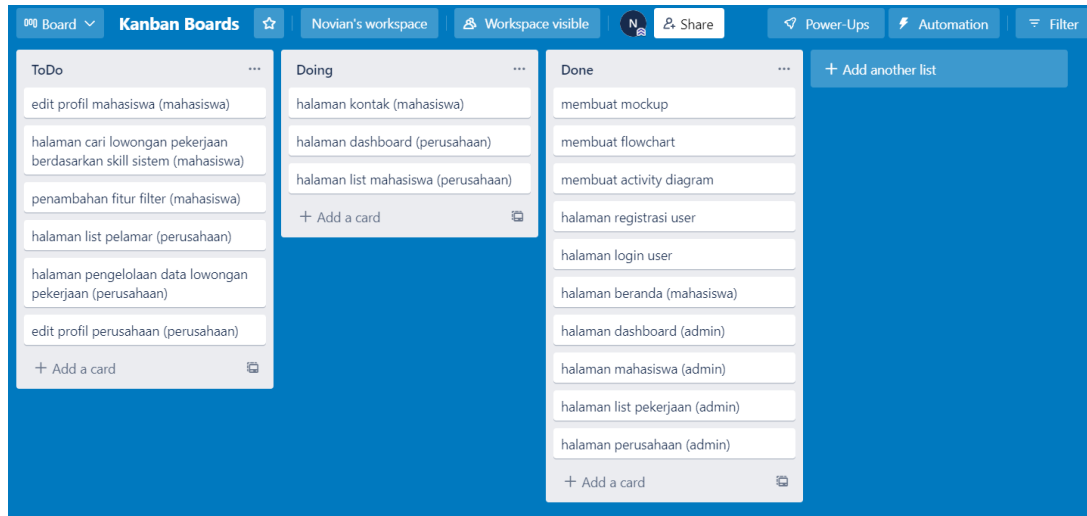 Board
Kanban Boards
Novian's workspace
Workspace visible
N
Share
Power-Ups
Automation
Filter
ToDo
edit profil mahasiswa (mahasiswa)
halaman cari lowongan pekerjaan
berdasarkan skill sistem (mahasiswa)
penambahan fitur filter (mahasiswa)
halaman list pelamar (perusahaan)
halaman pengelolaan data lowongan
pekerjaan (perusahaan)
edit profil perusahaan (perusahaan)
+ Add a card
Doing
halaman kontak (mahasiswa)
halaman dashboard (perusahaan)
halaman list mahasiswa (perusahaan)
+ Add a card
Done
membuat mockup
membuat flowchart
membuat activity diagram
halaman registrasi user
halaman login user
halaman beranda (mahasiswa)
halaman dashboard (admin)
halaman mahasiswa (admin)
halaman list pekerjaan (admin)
halaman perusahaan (admin)
+ Add a card
+ Add another list